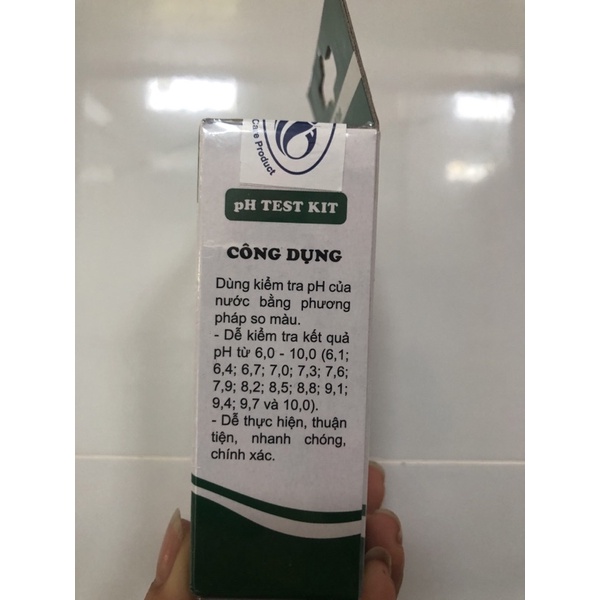 Care Product
pH TEST KIT
CÔNG DỤNG
Dùng kiểm tra pH của
nước bằng phương
pháp so màu.
- Dễ kiểm tra kết quả
pH từ 6,0 - 10,0 (6,1;
6,4; 6,7; 7,0; 7,3; 7,6;
7,9; 8,2; 8,5; 8,8; 9,1;
9,4; 9,7 và 10,0).
- Dễ thực hiện, thuận
tiện, nhanh chóng,
chính xác.